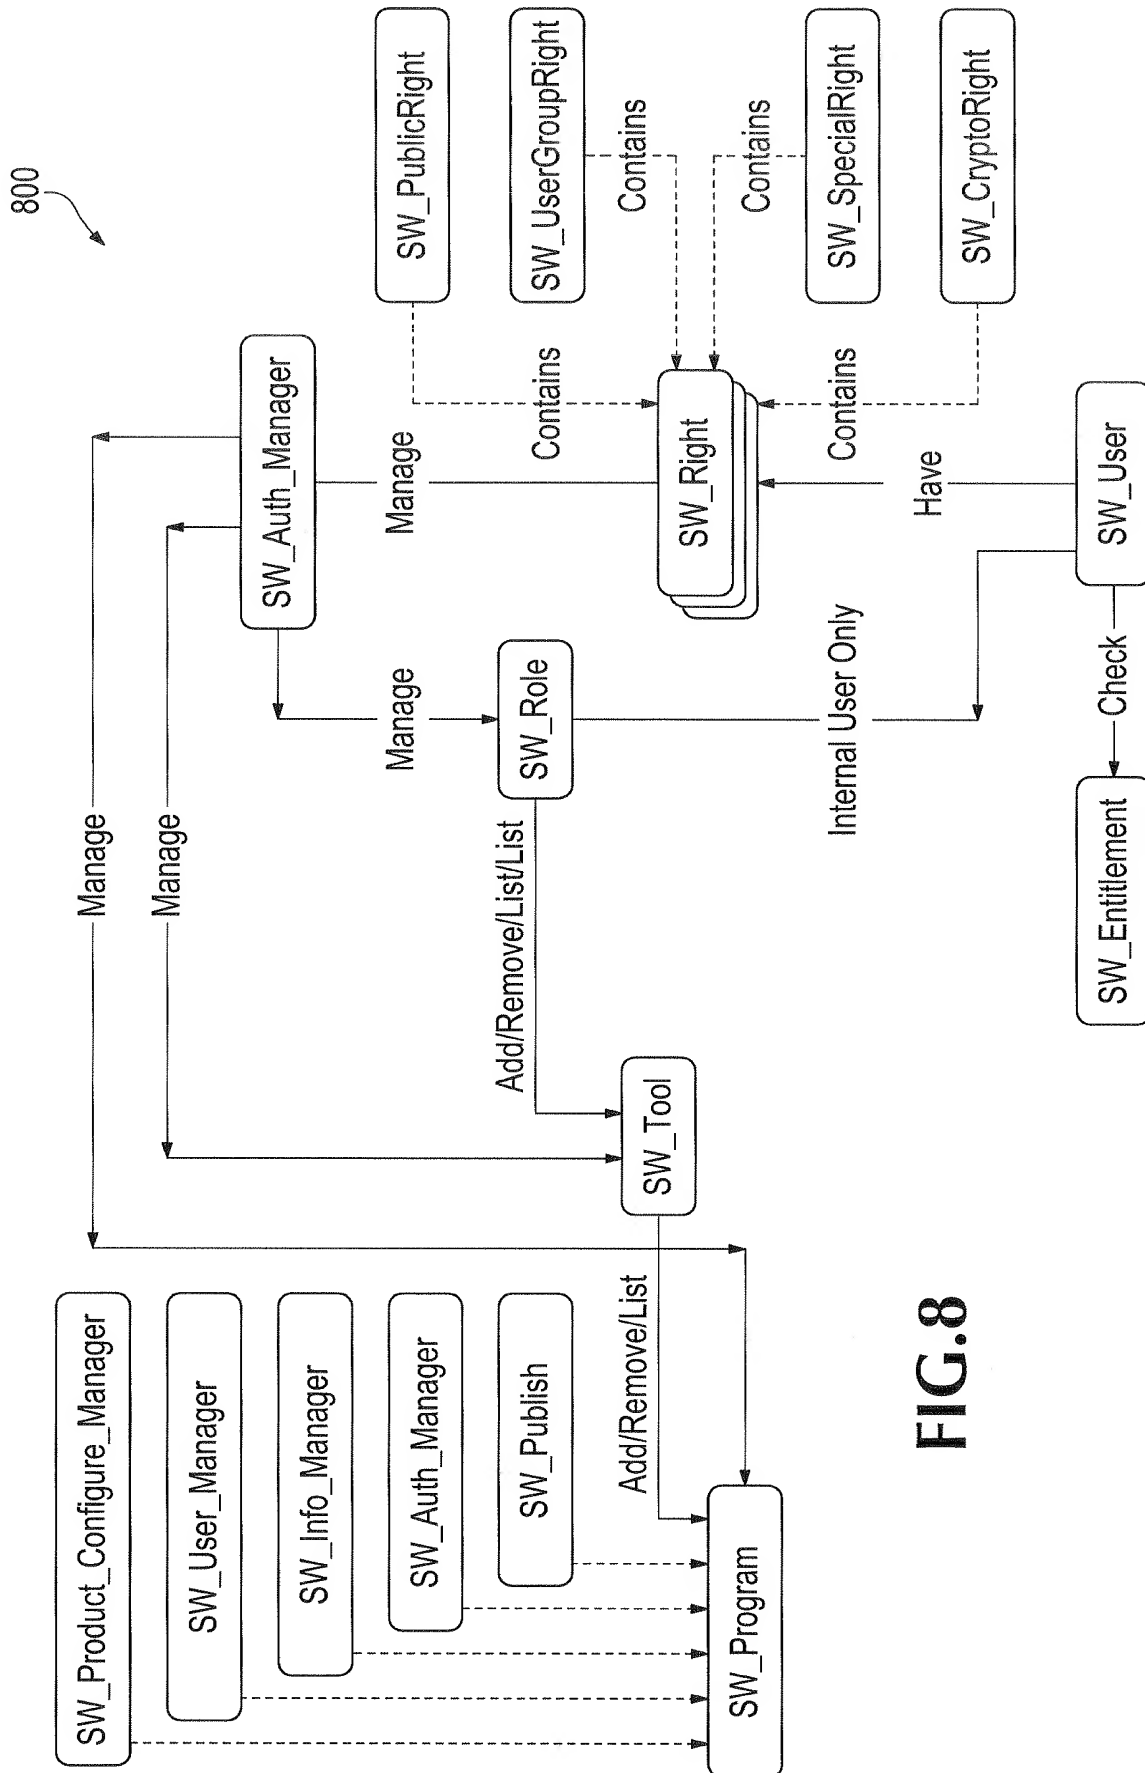 800
SW_Product_Configure_Manager
SW_User_Manager
SW_Info_Manager
SW_Auth_Manager
SW_Publish
SW_Program
Add/Remove/List
SW_Tool
Manage
Manage
Add/Remove/List/List
SW_Auth_Manager
Manage
SW_Role
Manage
SW_Right
Internal User Only
Have
SW_User
Check
SW_Entitlement
SW_PublicRight
Contains
SW_UserGroupRight
Contains
SW_SpecialRight
Contains
SW_CryptoRight
Contains
FIG.8